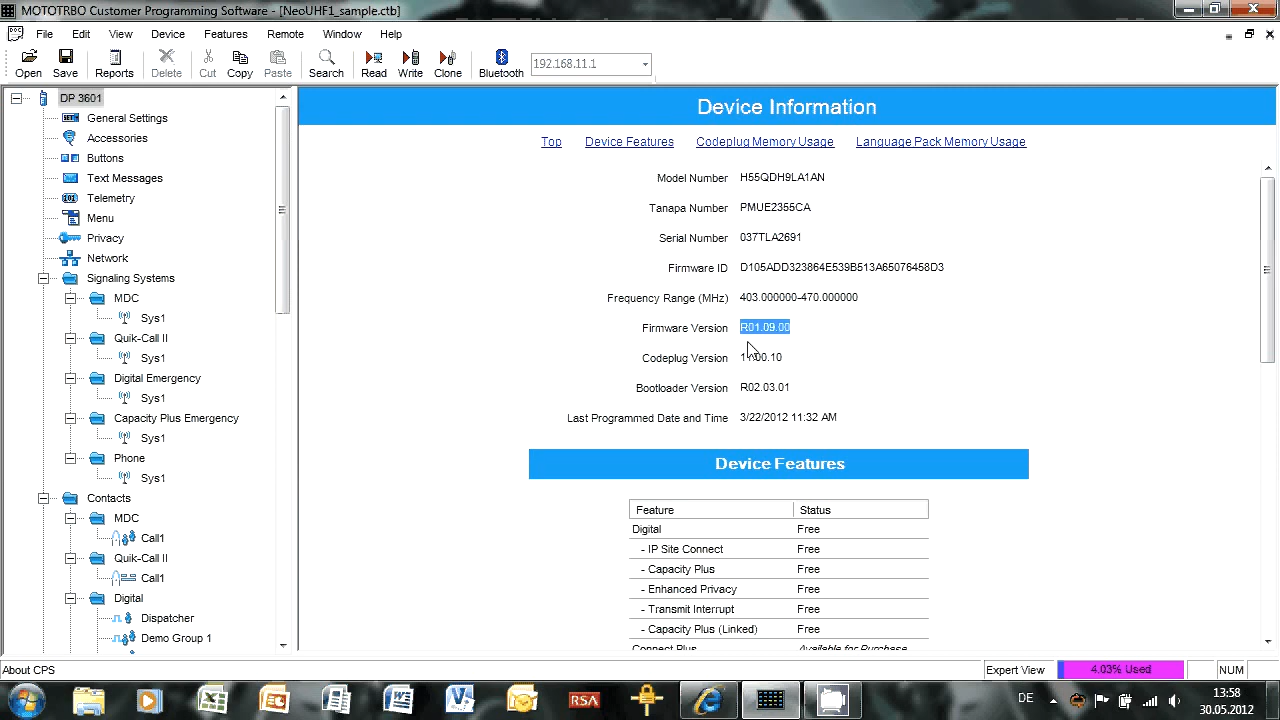 MOTOTRBO Customer Programming Software - [NeoUHF1_sample.ctb]
File Edit View Device Features Remote Window Help
Open Save Reports Delete Cut Copy Paste Search Read Write Clone Bluetooth 192.168.11.1
DP 3601
General Settings
Accessories
Buttons
Text Messages
Telemetry
Menu
Privacy
Network
Signaling Systems
MDC
Sys1
Quik-Call II
Sys1
Digital Emergency
Sys1
Capacity Plus Emergency
Sys1
Phone
Sys1
Contacts
MDC
Call1
Quik-Call II
Call1
Digital
Dispatcher
Demo Group 1
Device Information
Top Device Features Codeplug Memory Usage Language Pack Memory Usage
Model Number H55QDH9LA1AN
Tanapa Number PMUE2355CA
Serial Number 037TLA2691
Firmware ID D105ADD323864E539B513A65076458D3
Frequency Range (MHz) 403.000000-470.000000
Firmware Version R01.09.00
Codeplug Version
Bootloader Version R02.03.01
Last Programmed Date and Time 3/22/2012 11:32 AM
Device Features
Feature Status
Digital Free
- IP Site Connect Free
- Capacity Plus Free
- Enhanced Privacy Free
- Transmit Interrupt Free
- Capacity Plus (Linked) Free
Connect Plus Available for Purchase
About CPS Expert View 4.03% Used NUM
RSA DE 13:58
30.05.2012